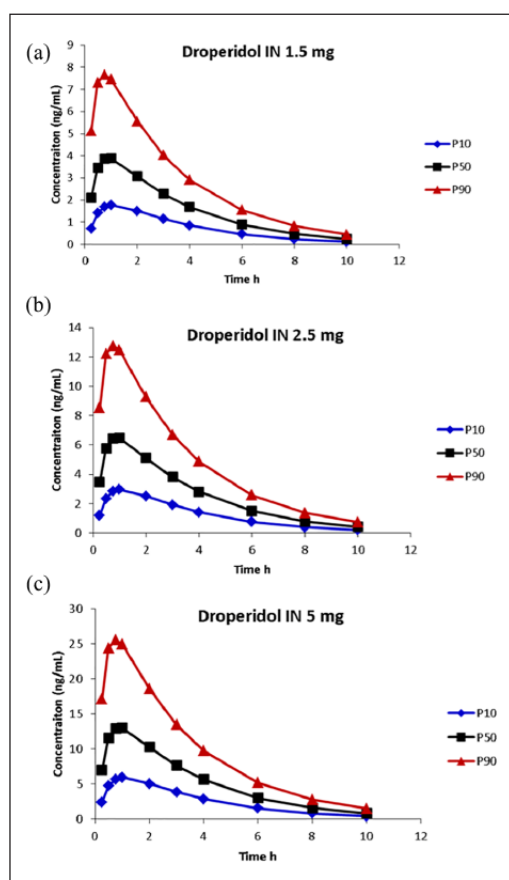 (a)
Droperidol IN 1.5 mg
9
8
7
6
5
4
3
2
1
0
Concentraiton (ng/mL)
0 2 4 6 8 10 12
Time h
P10
P50
P90
(b)
Droperidol IN 2.5 mg
14
12
10
8
6
4
2
0
Concentraiton (ng/mL)
0 2 4 6 8 10 12
Time h
P10
P50
P90
(c)
Droperidol IN 5 mg
30
25
20
15
10
5
0
Concentraiton (ng/mL)
0 2 4 6 8 10 12
Time h
P10
P50
P90